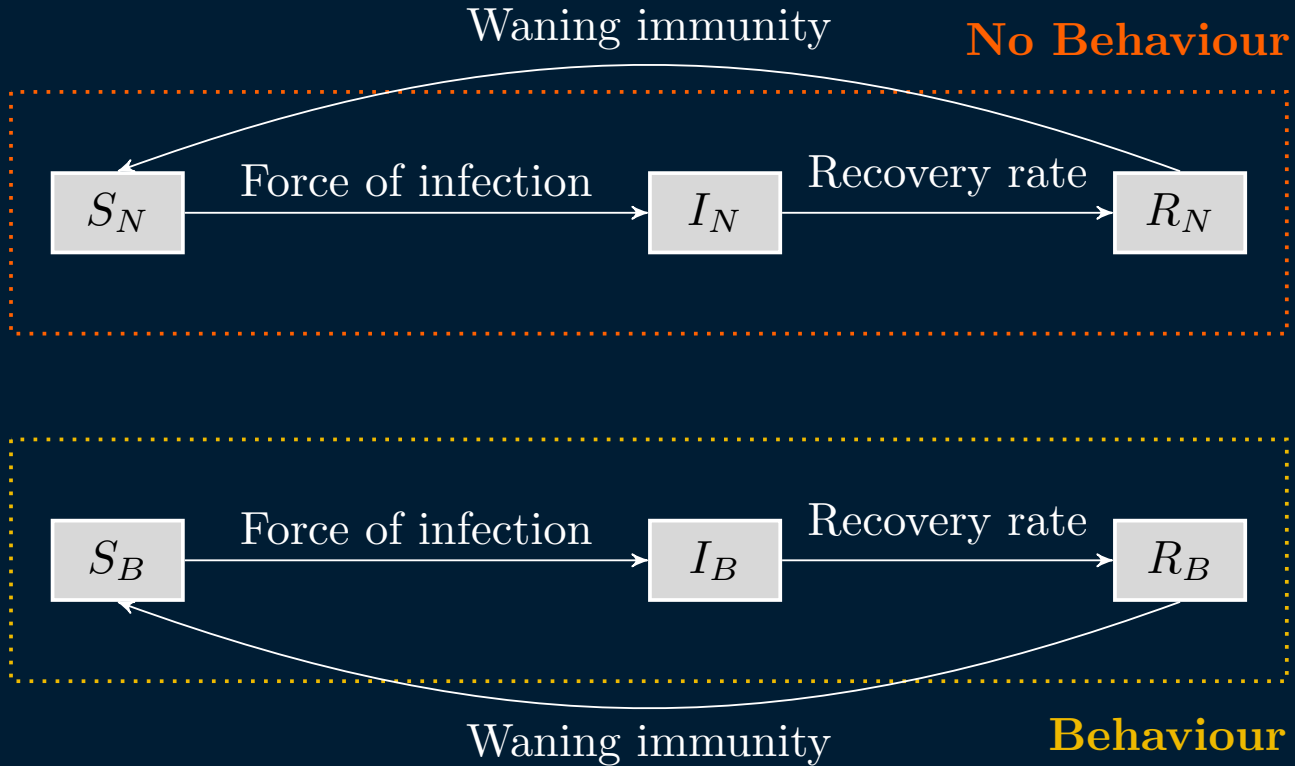 Waning immunity
No Behaviour
Force of infection
Recovery rate
S_N
I_N
R_N
Force of infection
Recovery rate
S_B
I_B
R_B
Waning immunity
Behaviour